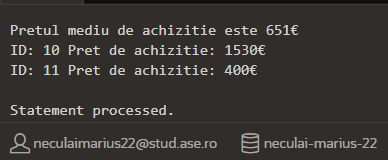 Pretul mediu de achizitie este 651€
ID: 10 Pret de achizitie: 1530€
ID: 11 Pret de achizitie: 400€
Statement processed.
neculaimarius22@stud.ase.ro neculai-marius-22